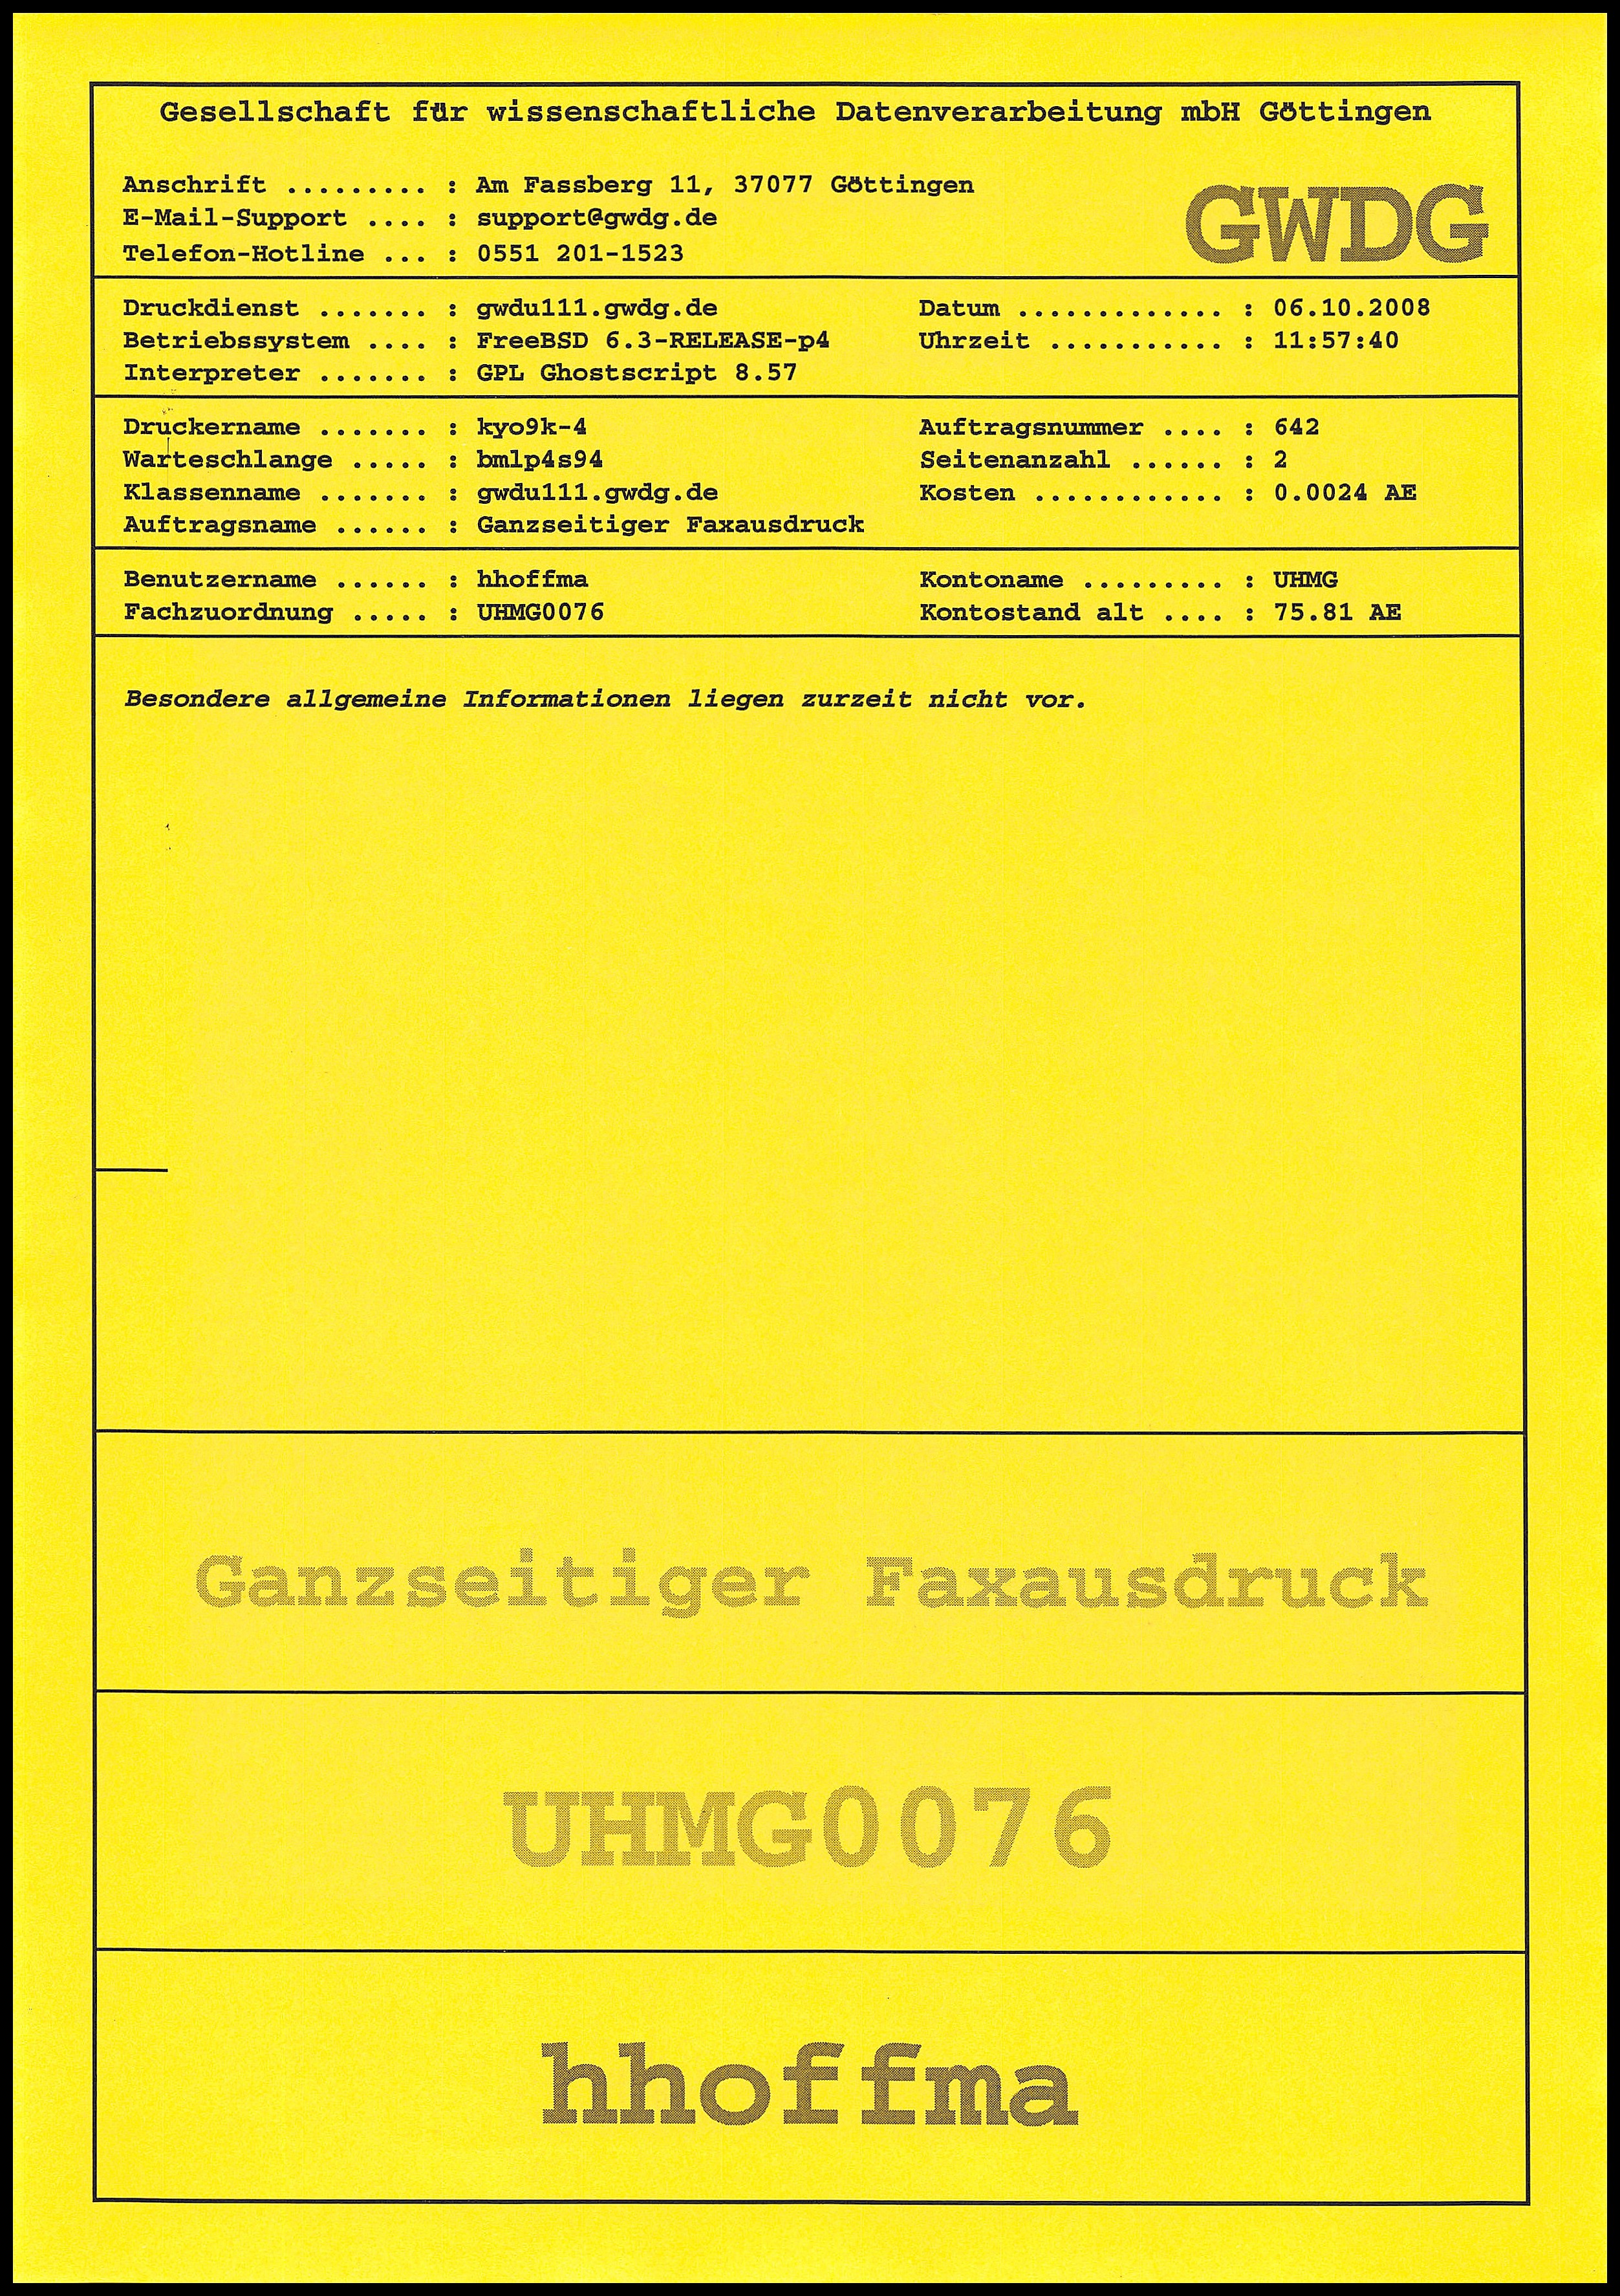 Gesellschaft für wissenschaftliche Datenverarbeitung mbH Göttingen
Anschrift ......... : Am Fassberg 11, 37077 Göttingen
E-Mail-Support .... : support@gwdg.de
Telefon-Hotline ... : 0551 201-1523
GWDG
Druckdienst ....... : gwdu111.gwdg.de Datum ............. : 06.10.2008
Betriebssystem .... : FreeBSD 6.3-RELEASE-p4 Uhrzeit ........... : 11:57:40
Interpreter ....... : GPL Ghostscript 8.57
Druckername ....... : kyo9k-4 Auftragsnummer .... : 642
Warteschlange ..... : bmlp4s94 Seitenanzahl ...... : 2
Klassenname ....... : gwdu111.gwdg.de Kosten ............ : 0.0024 AE
Auftragsname ...... : Ganzseitiger Faxausdruck
Benutzername ...... : hhoffma Kontoname ......... : UHMG
Fachzuordnung ..... : UHMG0076 Kontostand alt .... : 75.81 AE
Besondere allgemeine Informationen liegen zurzeit nicht vor.
Ganzseitiger Faxausdruck
UHMG0076
hhoffma